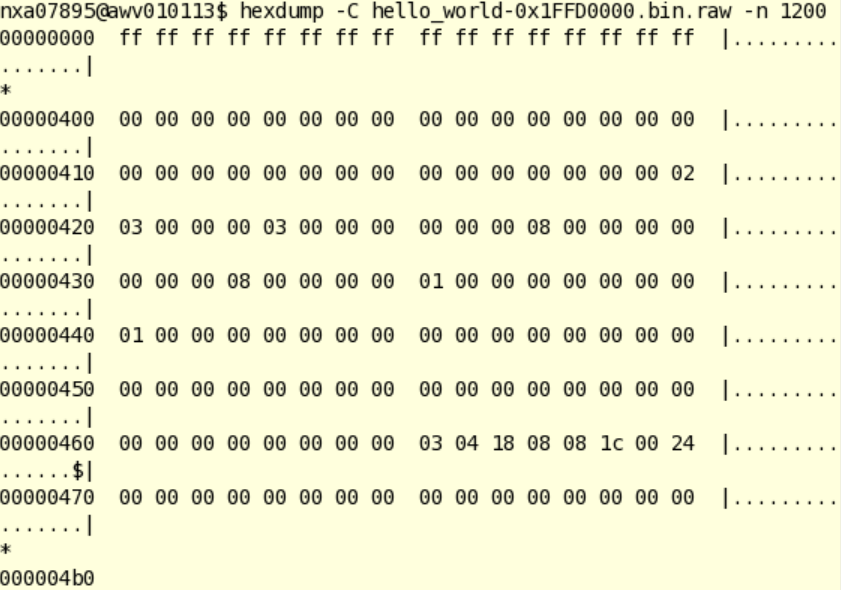 nxa07895@awv010113$ hexdump -C hello_world-0x1FFD0000.bin.raw -n 1200
00000000  ff ff ff ff ff ff ff ff  ff ff ff ff ff ff ff ff  |.........
.......|
*
00000400  00 00 00 00 00 00 00 00  00 00 00 00 00 00 00 00  |.........
.......|
00000410  00 00 00 00 00 00 00 00  00 00 00 00 00 00 00 02  |.........
.......|
00000420  03 00 00 00 03 00 00 00  00 00 00 08 00 00 00 00  |.........
.......|
00000430  00 00 00 08 00 00 00 00  01 00 00 00 00 00 00 00  |.........
.......|
00000440  01 00 00 00 00 00 00 00  00 00 00 00 00 00 00 00  |.........
.......|
00000450  00 00 00 00 00 00 00 00  00 00 00 00 00 00 00 00  |.........
.......|
00000460  00 00 00 00 00 00 00 00  03 04 18 08 08 1c 00 24  |.........
......$|
00000470  00 00 00 00 00 00 00 00  00 00 00 00 00 00 00 00  |.........
.......|
*
000004b0